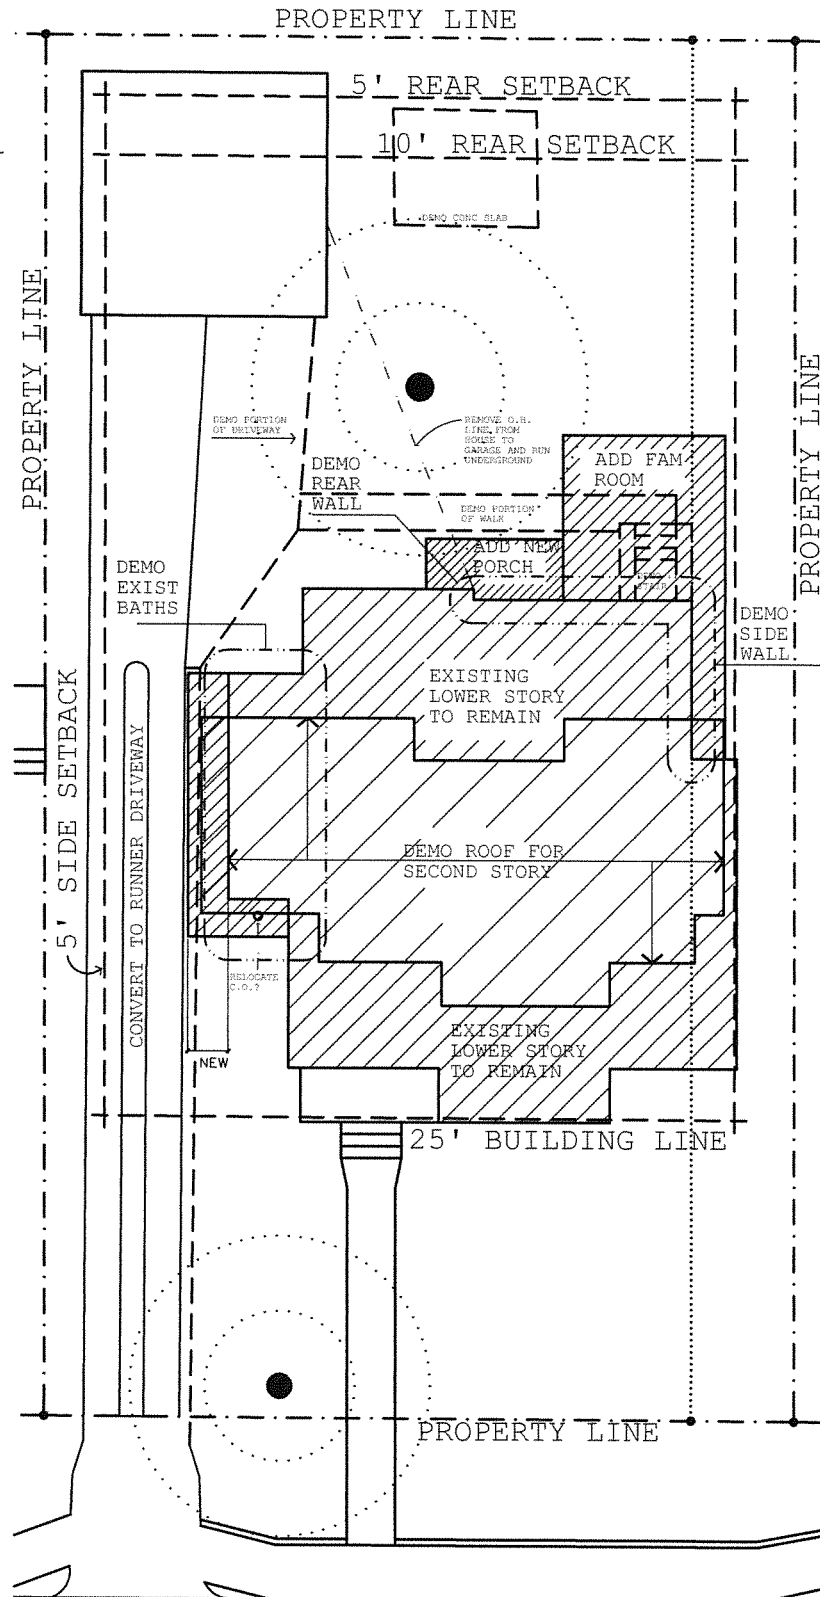 PROPERTY LINE
5' REAR SETBACK
10' REAR SETBACK
DEMO CONC SLAB
PROPERTY LINE
PROPERTY LINE
DEMO PORTION
OF DRIVEWAY
REMOVE O.H.
LINE FROM
HOUSE TO
GARAGE AND RUN
UNDERGROUND
DEMO
REAR
WALL
ADD FAM
ROOM
DEMO PORTION
OF WALK
ADD NEW
PORCH
DEMO
EXIST
BATHS
DEMO
STAIR
DEMO
SIDE
WALL
EXISTING
LOWER STORY
TO REMAIN
5' SIDE SETBACK
CONVERT TO RUNNER DRIVEWAY
DEMO ROOF FOR
SECOND STORY
RELOCATE
C.O.?
NEW
EXISTING
LOWER STORY
TO REMAIN
25' BUILDING LINE
PROPERTY LINE